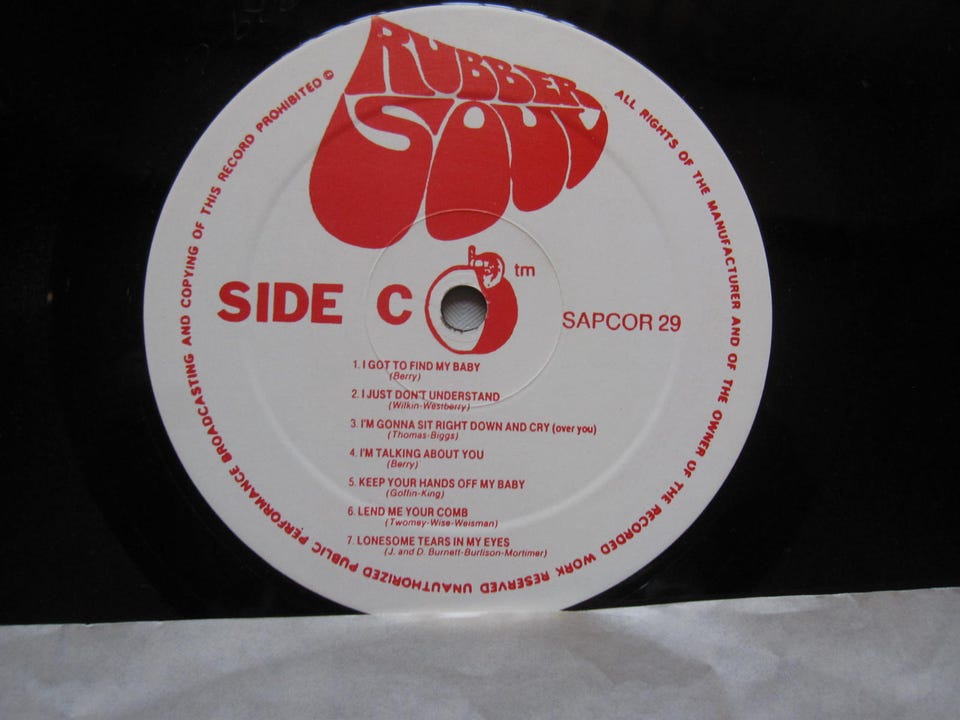 RUBBER
SOUL
SIDE C
tm
SAPCOR 29
1. I GOT TO FIND MY BABY
(Berry)
2. I JUST DON'T UNDERSTAND
(Wilkin-Westberry)
3. I'M GONNA SIT RIGHT DOWN AND CRY (over you)
(Thomas-Biggs)
4. I'M TALKING ABOUT YOU
(Berry)
5. KEEP YOUR HANDS OFF MY BABY
(Goffin-King)
6. LEND ME YOUR COMB
(Twomey-Wise-Weisman)
7. LONESOME TEARS IN MY EYES
(J. and D. Burnett-Burlison-Mortimer)
ALL RIGHTS OF THE MANUFACTURER AND OF THE OWNER OF THE RECORDED WORK RESERVED UNAUTHORIZED PUBLIC PERFORMANCE BROADCASTING AND COPYING OF THIS RECORD PROHIBITED ©